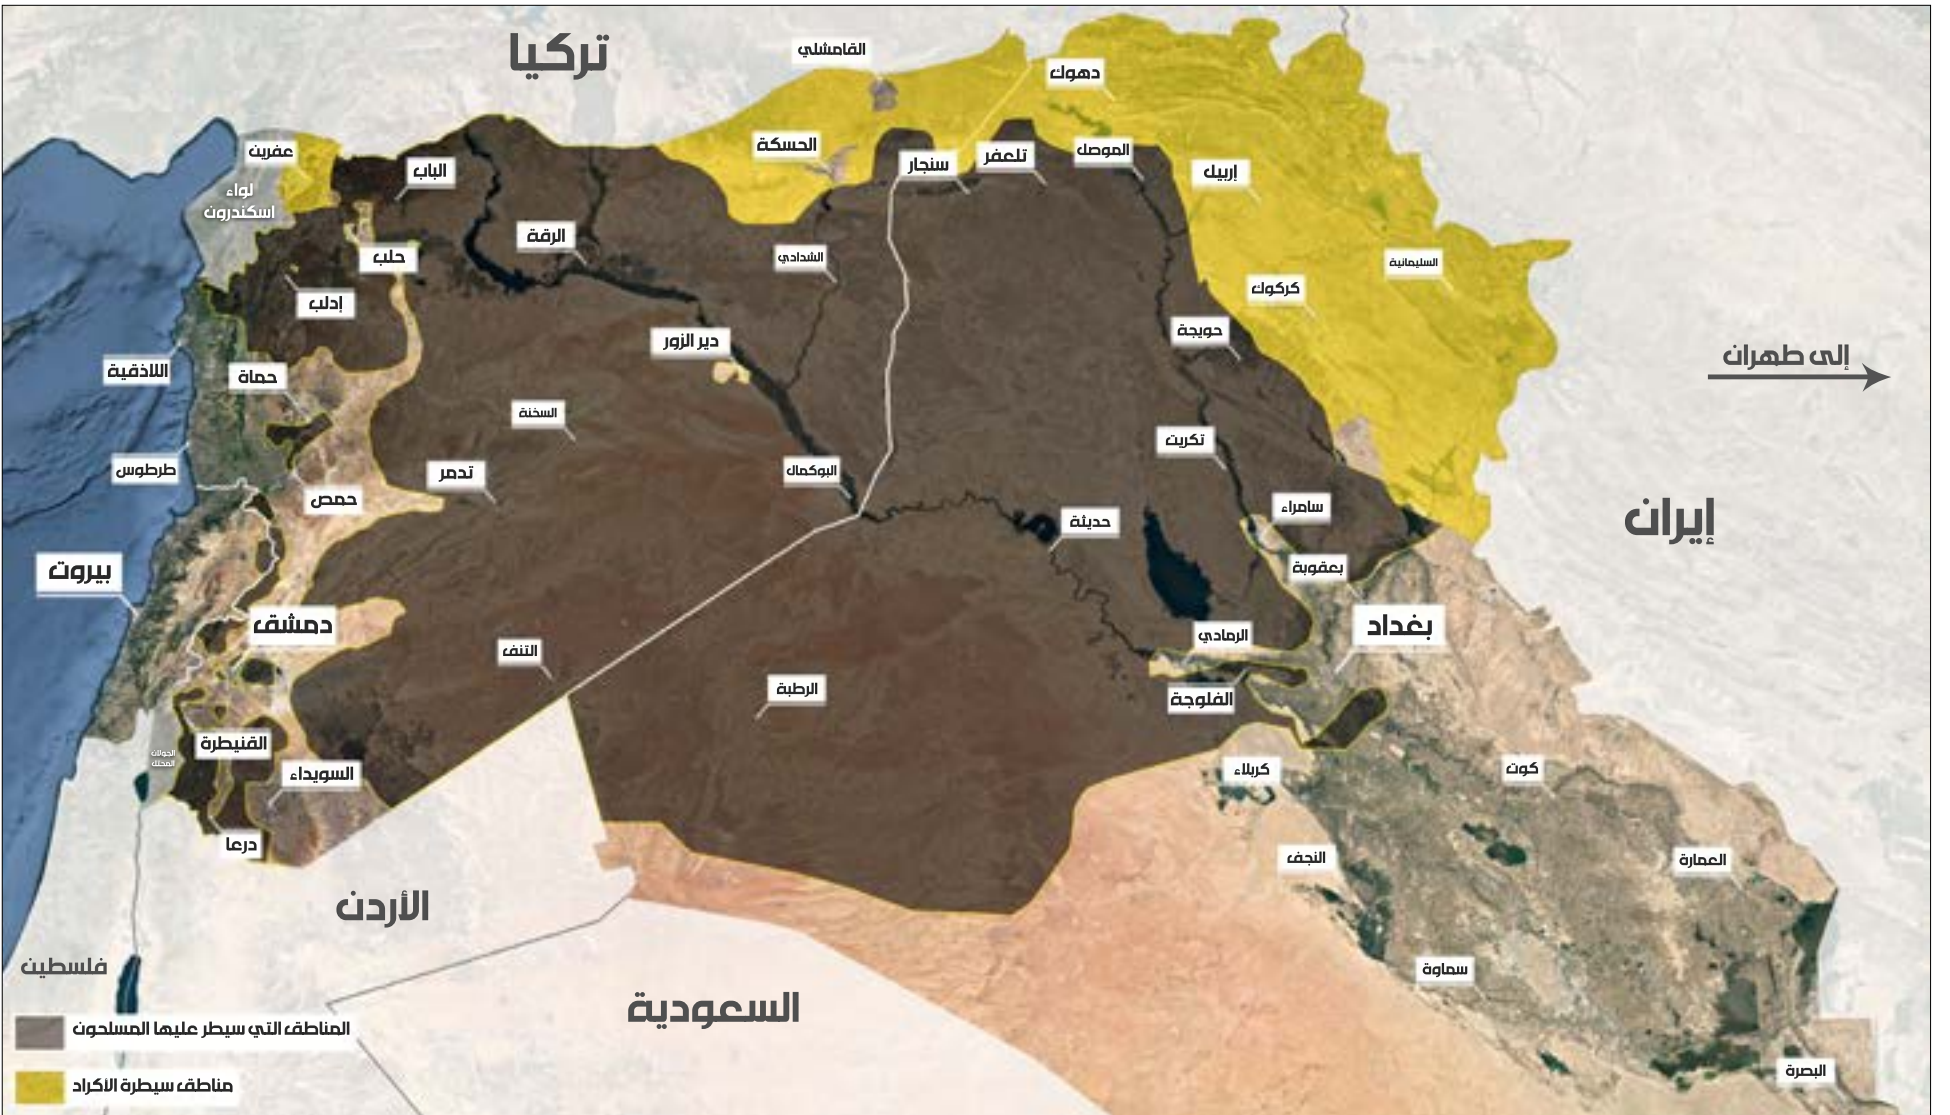 تركيا
القامشلي
دهوك
عفرين
الباب
الحسكة
سنجار
تلعفر
الموصل
إربيل
لواء
اسكندرون
حلب
الرقة
الشدادي
السليمانية
كركوك
إدلب
حويجة
دير الزور
اللاذقية
حماة
إلى طهران
السخنة
تكريت
طرطوس
تدمر
البوكمال
حمص
سامراء
حديثة
إيران
بيروت
بعقوبة
دمشق
بغداد
الرمادي
التنف
الرطبة
الفلوجة
القنيطرة
الجولان
المحتل
السويداء
كربلاء
كوت
درعا
النجف
العمارة
الأردن
فلسطين
سماوة
السعودية
المناطق التي سيطر عليها المسلحون
البصرة
مناطق سيطرة الأكراد